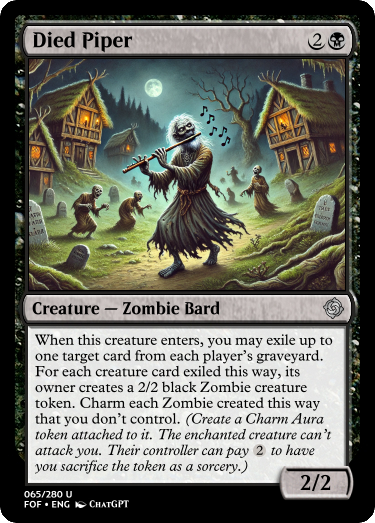 Died Piper 2
Creature — Zombie Bard
When this creature enters, you may exile up to
one target card from each player's graveyard.
For each creature card exiled this way, its
owner creates a 2/2 black Zombie creature
token. Charm each Zombie created this way
that you don't control. (Create a Charm Aura
token attached to it. The enchanted creature can't
attack you. Their controller can pay 2 to have
you sacrifice the token as a sorcery.)
2/2
065/280 U
FOF • ENG ChatGPT